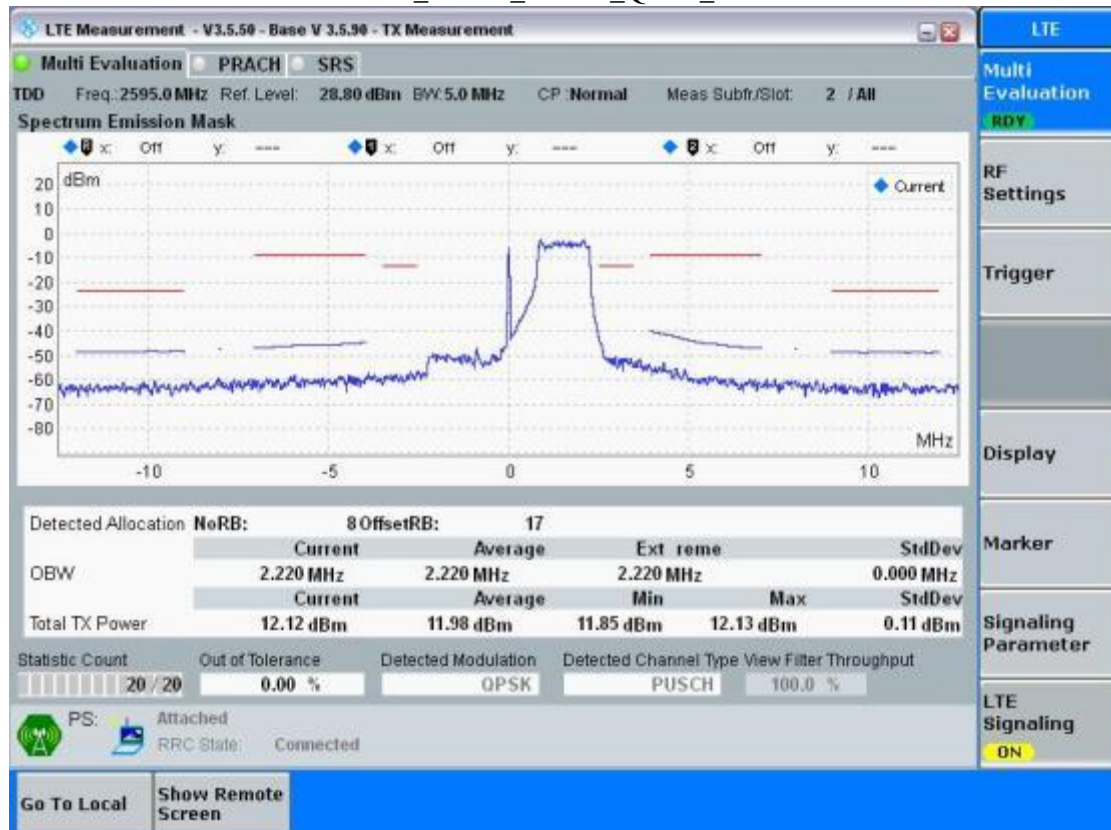 LTE Measurement - V3.5.50 - Base V 3.5.90 - TX Measurement
LTE
Multi Evaluation PRACH SRS
TDD Freq.:2595.0 MHz Ref. Level: 28.80 dBm BW: 5.0 MHz CP :Normal Meas Subfr./Slot: 2 / All
Spectrum Emission Mask
x: Off y: --- x: Off y: --- x: Off y: ---
dBm
Current
20
10
0
-10
-20
-30
-40
-50
-60
-70
-80
MHz
-10 -5 0 5 10
Detected Allocation NoRB: 8 OffsetRB: 17
Current Average Ext reme StdDev
OBW 2.220 MHz 2.220 MHz 2.220 MHz 0.000 MHz
Current Average Min Max StdDev
Total TX Power 12.12 dBm 11.98 dBm 11.85 dBm 12.13 dBm 0.11 dBm
Statistic Count Out of Tolerance Detected Modulation Detected Channel Type View Filter Throughput
20 / 20 0.00 % QPSK PUSCH 100.0 %
PS: Attached
RRC State: Connected
Multi Evaluation
RDY
RF Settings
Trigger
Display
Marker
Signaling Parameter
LTE Signaling
ON
Go To Local
Show Remote Screen